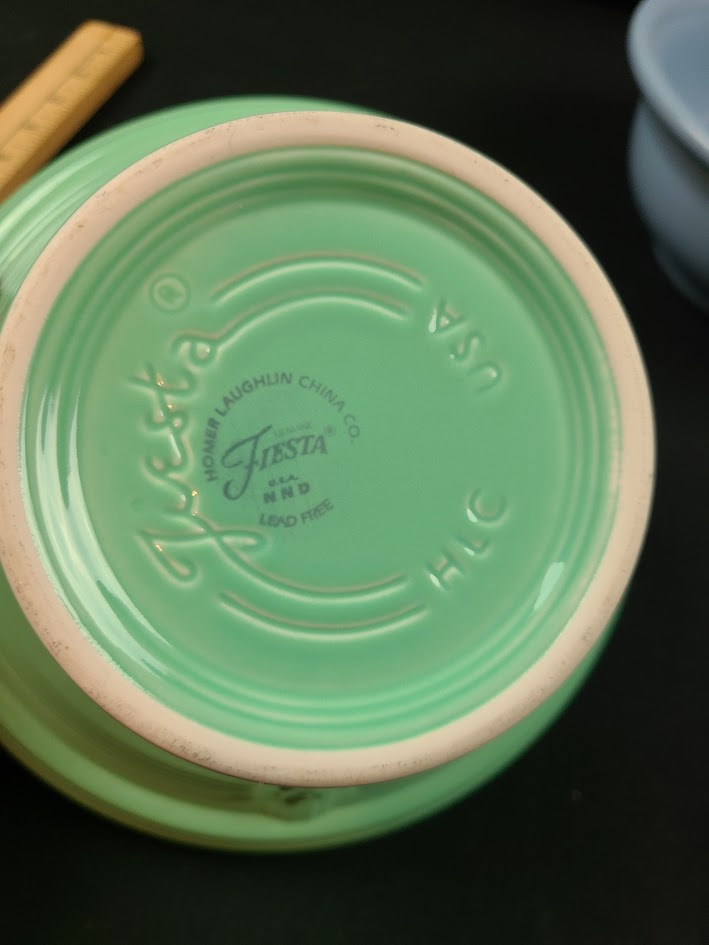 Fiesta ®
USA
HLC
HOMER LAUGHLIN CHINA CO.
GENUINE
FIESTA ®
U.S.A.
NND
LEAD FREE